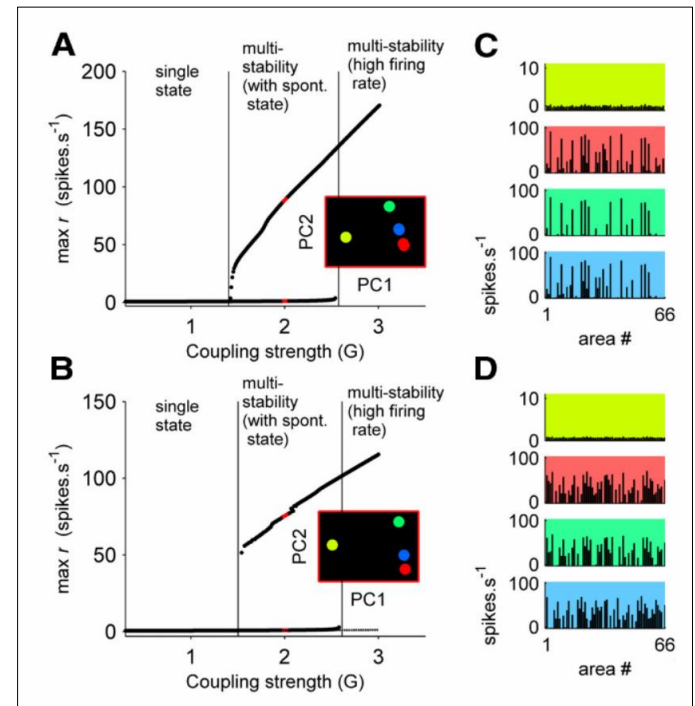 A
single
state
multi-
stability
(with spont.
state)
multi-stability
(high firing
rate)
200
150
100
50
0
max r (spikes.s-1)
PC2
PC1
1 2 3
Coupling strength (G)
B
single
state
multi-
stability
(with spont.
state)
multi-stability
(high firing
rate)
150
100
50
0
max r (spikes.s-1)
PC2
PC1
1 2 3
Coupling strength (G)
C
10
0
100
0
100
0
100
0
spikes.s-1
1 66
area #
D
10
0
100
0
100
0
100
0
spikes.s-1
1 66
area #